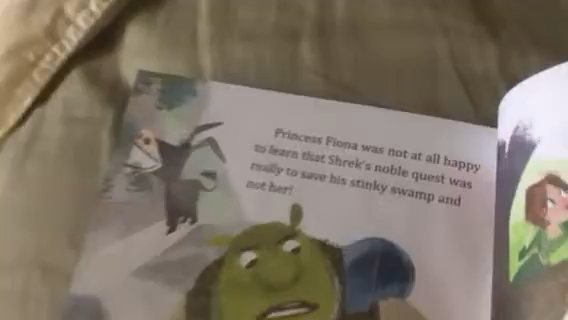 Princess Fiona was not at all happy
to learn that Shrek's noble quest was
really to save his stinky swamp and
not her!